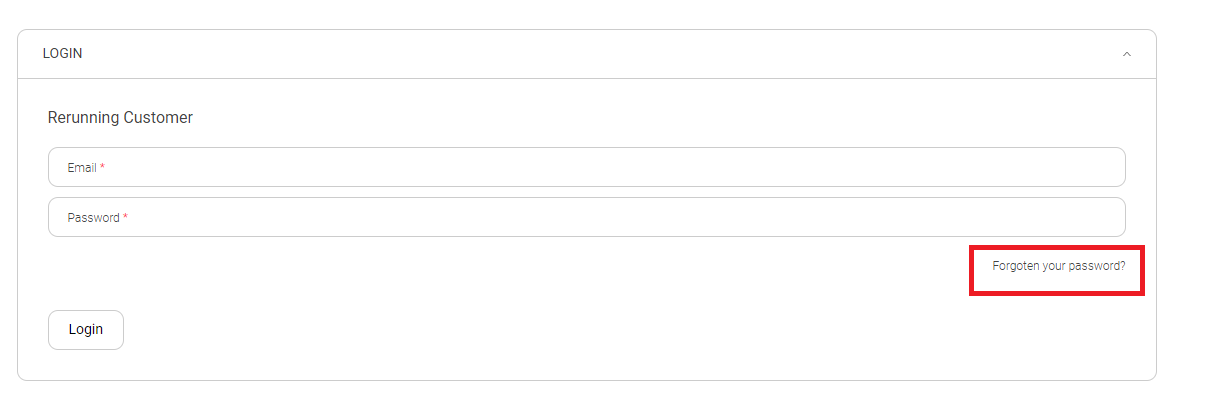 LOGIN
Rerunning Customer
Email *
Password *
Forgoten your password?
Login